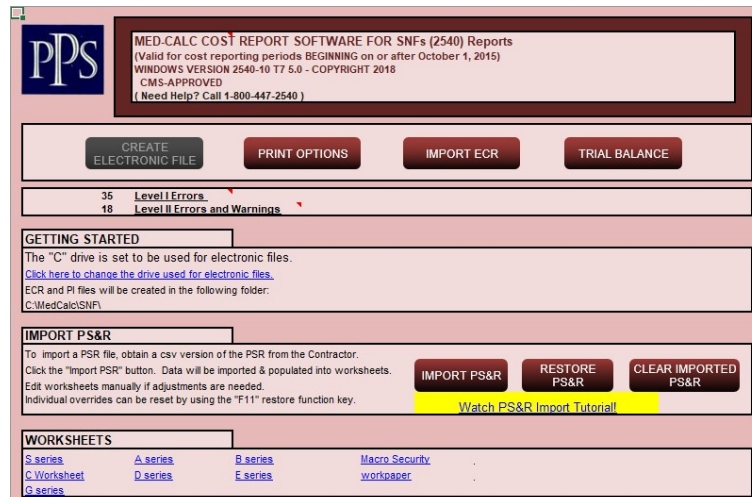 PPS
MED-CALC COST REPORT SOFTWARE FOR SNFs (2540) Reports
(Valid for cost reporting periods BEGINNING on or after October 1, 2015)
WINDOWS VERSION 2540-10 T7 5.0 - COPYRIGHT 2018
CMS-APPROVED
( Need Help? Call 1-800-447-2540 )
CREATE
ELECTRONIC FILE
PRINT OPTIONS
IMPORT ECR
TRIAL BALANCE
35 Level I Errors
18 Level II Errors and Warnings
GETTING STARTED
The "C" drive is set to be used for electronic files.
Click here to change the drive used for electronic files.
ECR and PI files will be created in the following folder:
C:\MedCalc\SNF\
IMPORT PS&R
To import a PSR file, obtain a csv version of the PSR from the Contractor.
Click the "Import PSR" button. Data will be imported & populated into worksheets.
Edit worksheets manually if adjustments are needed.
Individual overrides can be reset by using the "F11" restore function key.
IMPORT PS&R
RESTORE
PS&R
CLEAR IMPORTED
PS&R
Watch PS&R Import Tutorial!
WORKSHEETS
S series A series B series Macro Security .
C Worksheet D series E series workpaper .
G series